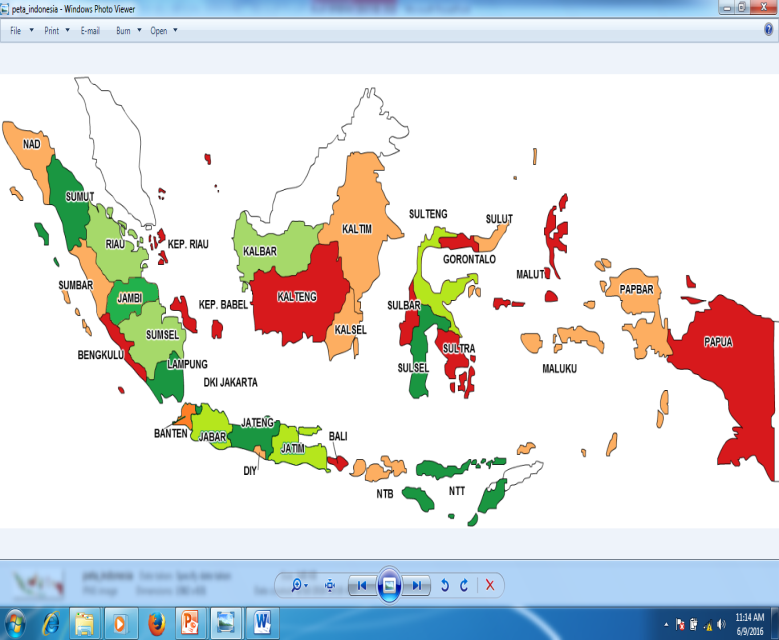 peta_indonesia - Windows Photo Viewer
File Print E-mail Burn Open
NAD
SUMUT
RIAU
KEP. RIAU
SUMBAR
JAMBI
KEP. BABEL
SUMSEL
BENGKULU
LAMPUNG
DKI JAKARTA
BANTEN
JABAR
JATENG
DIY
JATIM
BALI
NTB
NTT
KALBAR
KALTIM
KALTENG
KALSEL
SULTENG
SULUT
GORONTALO
SULBAR
SULTRA
SULSEL
MALUT
MALUKU
PAPBAR
PAPUA
11:14 AM
6/9/2016